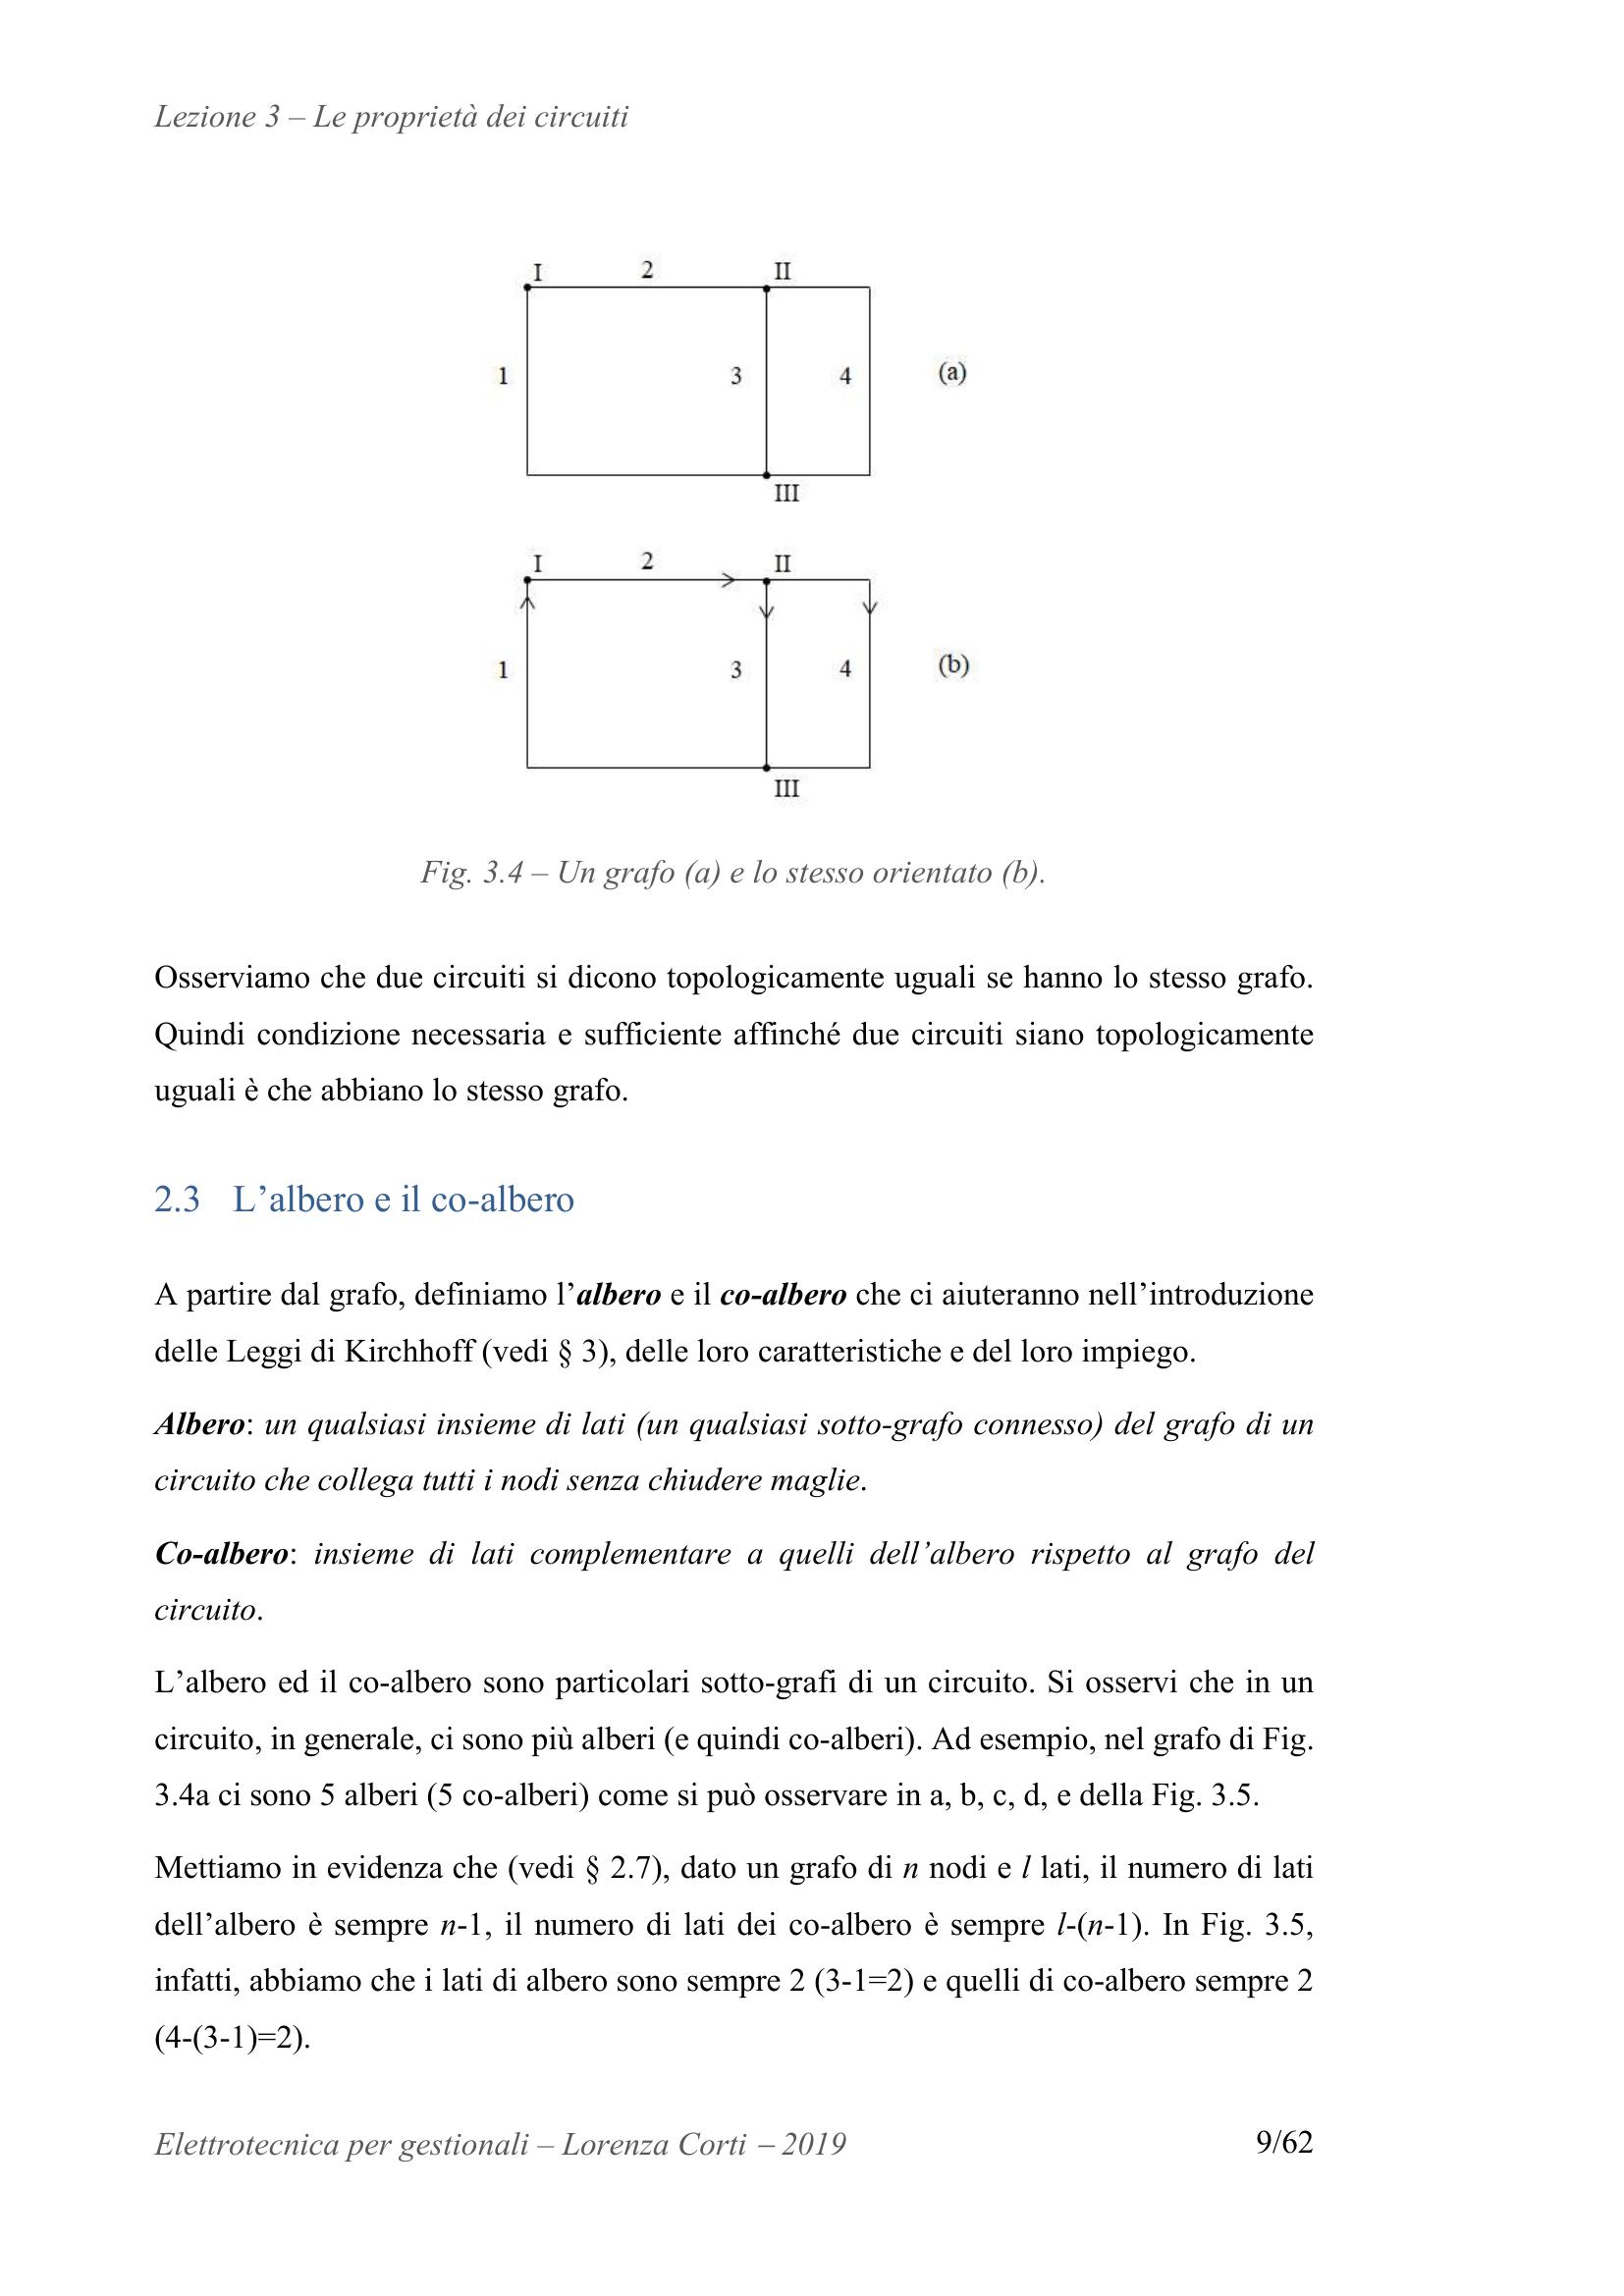 Lezione 3 – Le proprietà dei circuiti
I 2 II
1 3 4 (a)
III
I 2 II
1 3 4 (b)
III
Fig. 3.4 – Un grafo (a) e lo stesso orientato (b).
Osserviamo che due circuiti si dicono topologicamente uguali se hanno lo stesso grafo.
Quindi condizione necessaria e sufficiente affinché due circuiti siano topologicamente
uguali è che abbiano lo stesso grafo.
2.3 L’albero e il co-albero
A partire dal grafo, definiamo l’albero e il co-albero che ci aiuteranno nell’introduzione
delle Leggi di Kirchhoff (vedi § 3), delle loro caratteristiche e del loro impiego.
Albero: un qualsiasi insieme di lati (un qualsiasi sotto-grafo connesso) del grafo di un
circuito che collega tutti i nodi senza chiudere maglie.
Co-albero: insieme di lati complementare a quelli dell’albero rispetto al grafo del
circuito.
L’albero ed il co-albero sono particolari sotto-grafi di un circuito. Si osservi che in un
circuito, in generale, ci sono più alberi (e quindi co-alberi). Ad esempio, nel grafo di Fig.
3.4a ci sono 5 alberi (5 co-alberi) come si può osservare in a, b, c, d, e della Fig. 3.5.
Mettiamo in evidenza che (vedi § 2.7), dato un grafo di n nodi e l lati, il numero di lati
dell’albero è sempre n-1, il numero di lati dei co-albero è sempre l-(n-1). In Fig. 3.5,
infatti, abbiamo che i lati di albero sono sempre 2 (3-1=2) e quelli di co-albero sempre 2
(4-(3-1)=2).
Elettrotecnica per gestionali – Lorenza Corti – 2019 9/62